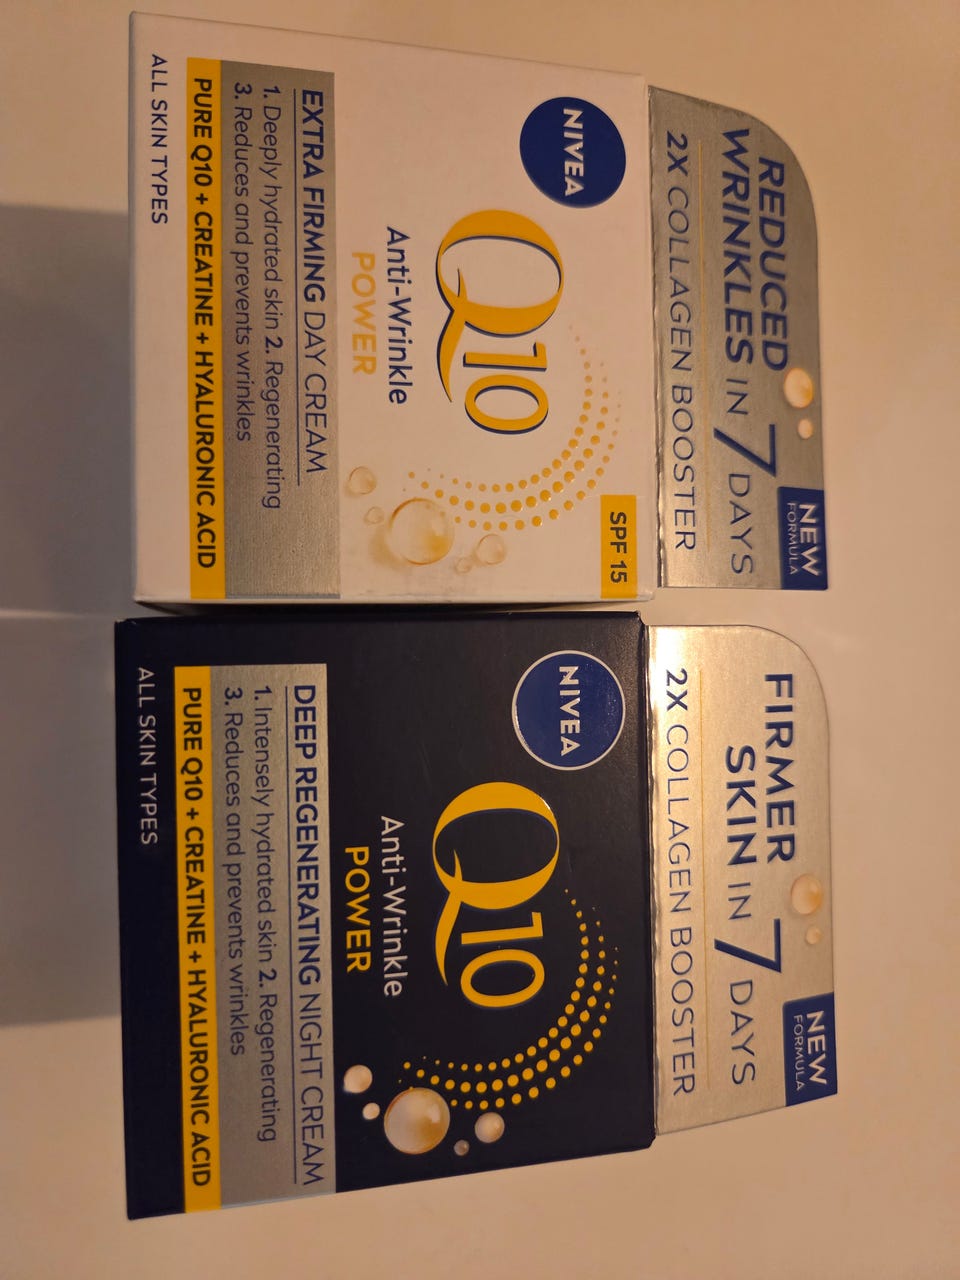 REDUCED
WRINKLES IN 7 DAYS
2X COLLAGEN BOOSTER
NEW
FORMULA
NIVEA
Q10
SPF 15
Anti-Wrinkle
POWER
EXTRA FIRMING DAY CREAM
1. Deeply hydrated skin 2. Regenerating
3. Reduces and prevents wrinkles
PURE Q10 + CREATINE + HYALURONIC ACID
ALL SKIN TYPES
FIRMER
SKIN IN 7 DAYS
2X COLLAGEN BOOSTER
NEW
FORMULA
NIVEA
Q10
Anti-Wrinkle
POWER
DEEP REGENERATING NIGHT CREAM
1. Intensely hydrated skin 2. Regenerating
3. Reduces and prevents wrinkles
PURE Q10 + CREATINE + HYALURONIC ACID
ALL SKIN TYPES